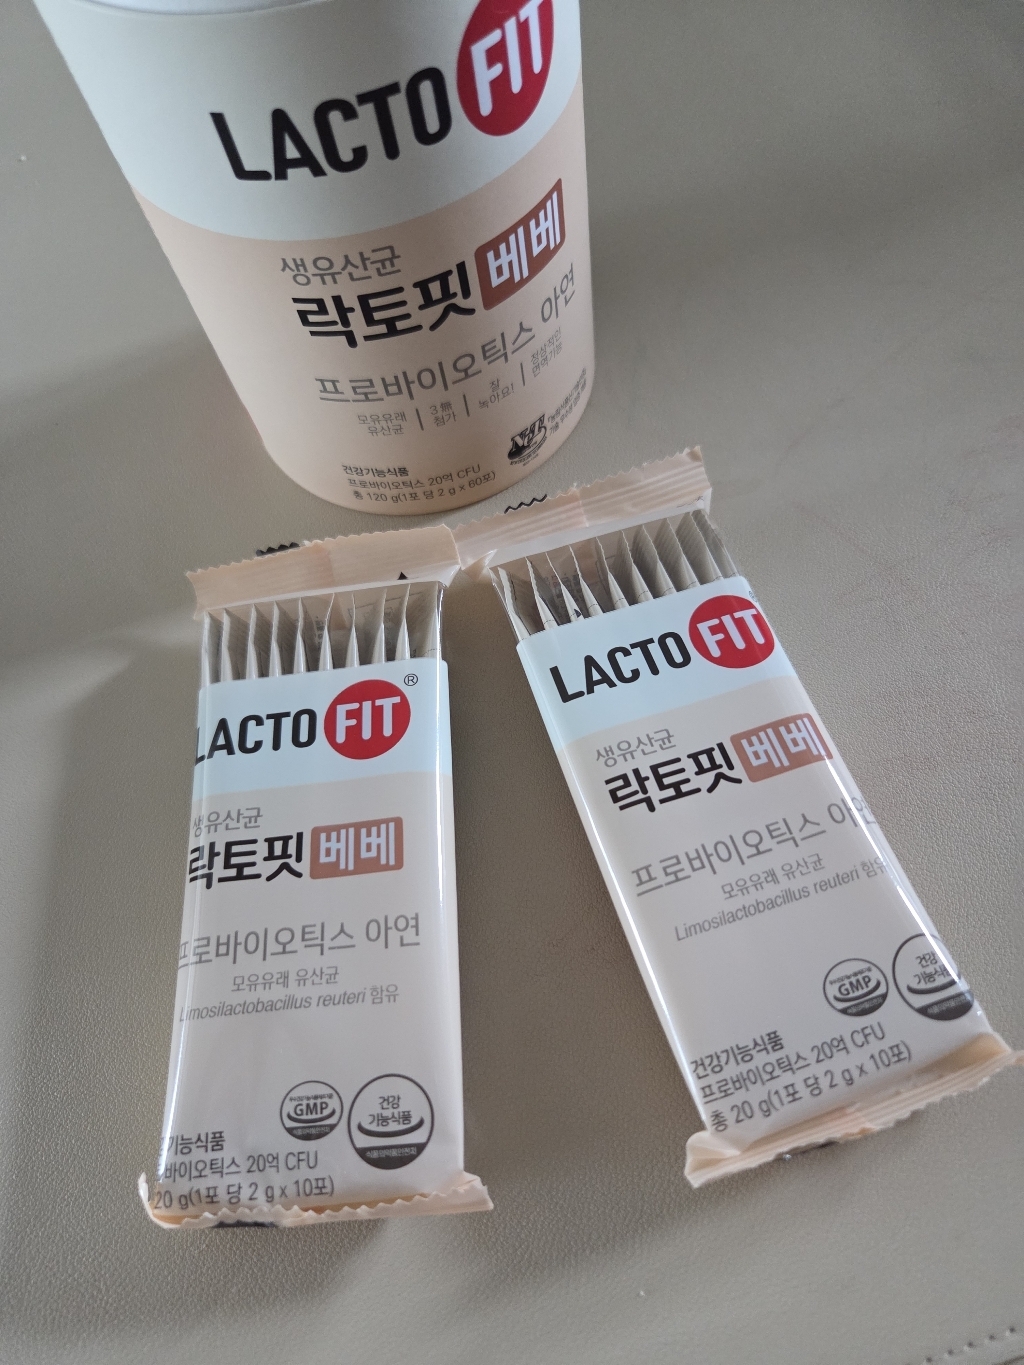 LACTO FIT
생유산균
락토핏 베베
프로바이오틱스 아연
모유유래 유산균 | 3無 첨가 | 잘 녹아요! | 정상적인 면역기능
건강기능식품
프로바이오틱스 20억 CFU
총 120 g(1포 당 2 g x 60포)
LACTO FIT ®
생유산균
락토핏 베베
프로바이오틱스 아연
모유유래 유산균
Limosilactobacillus reuteri 함유
GMP
건강
기능식품
식품의약품안전처
기능식품
바이오틱스 20억 CFU
20 g(1포 당 2 g x 10포)
LACTO FIT
생유산균
락토핏 베베
프로바이오틱스 아연
모유유래 유산균
Limosilactobacillus reuteri 함유
GMP
건강
기능식품
건강기능식품
프로바이오틱스 20억 CFU
총 20 g(1포 당 2 g x 10포)